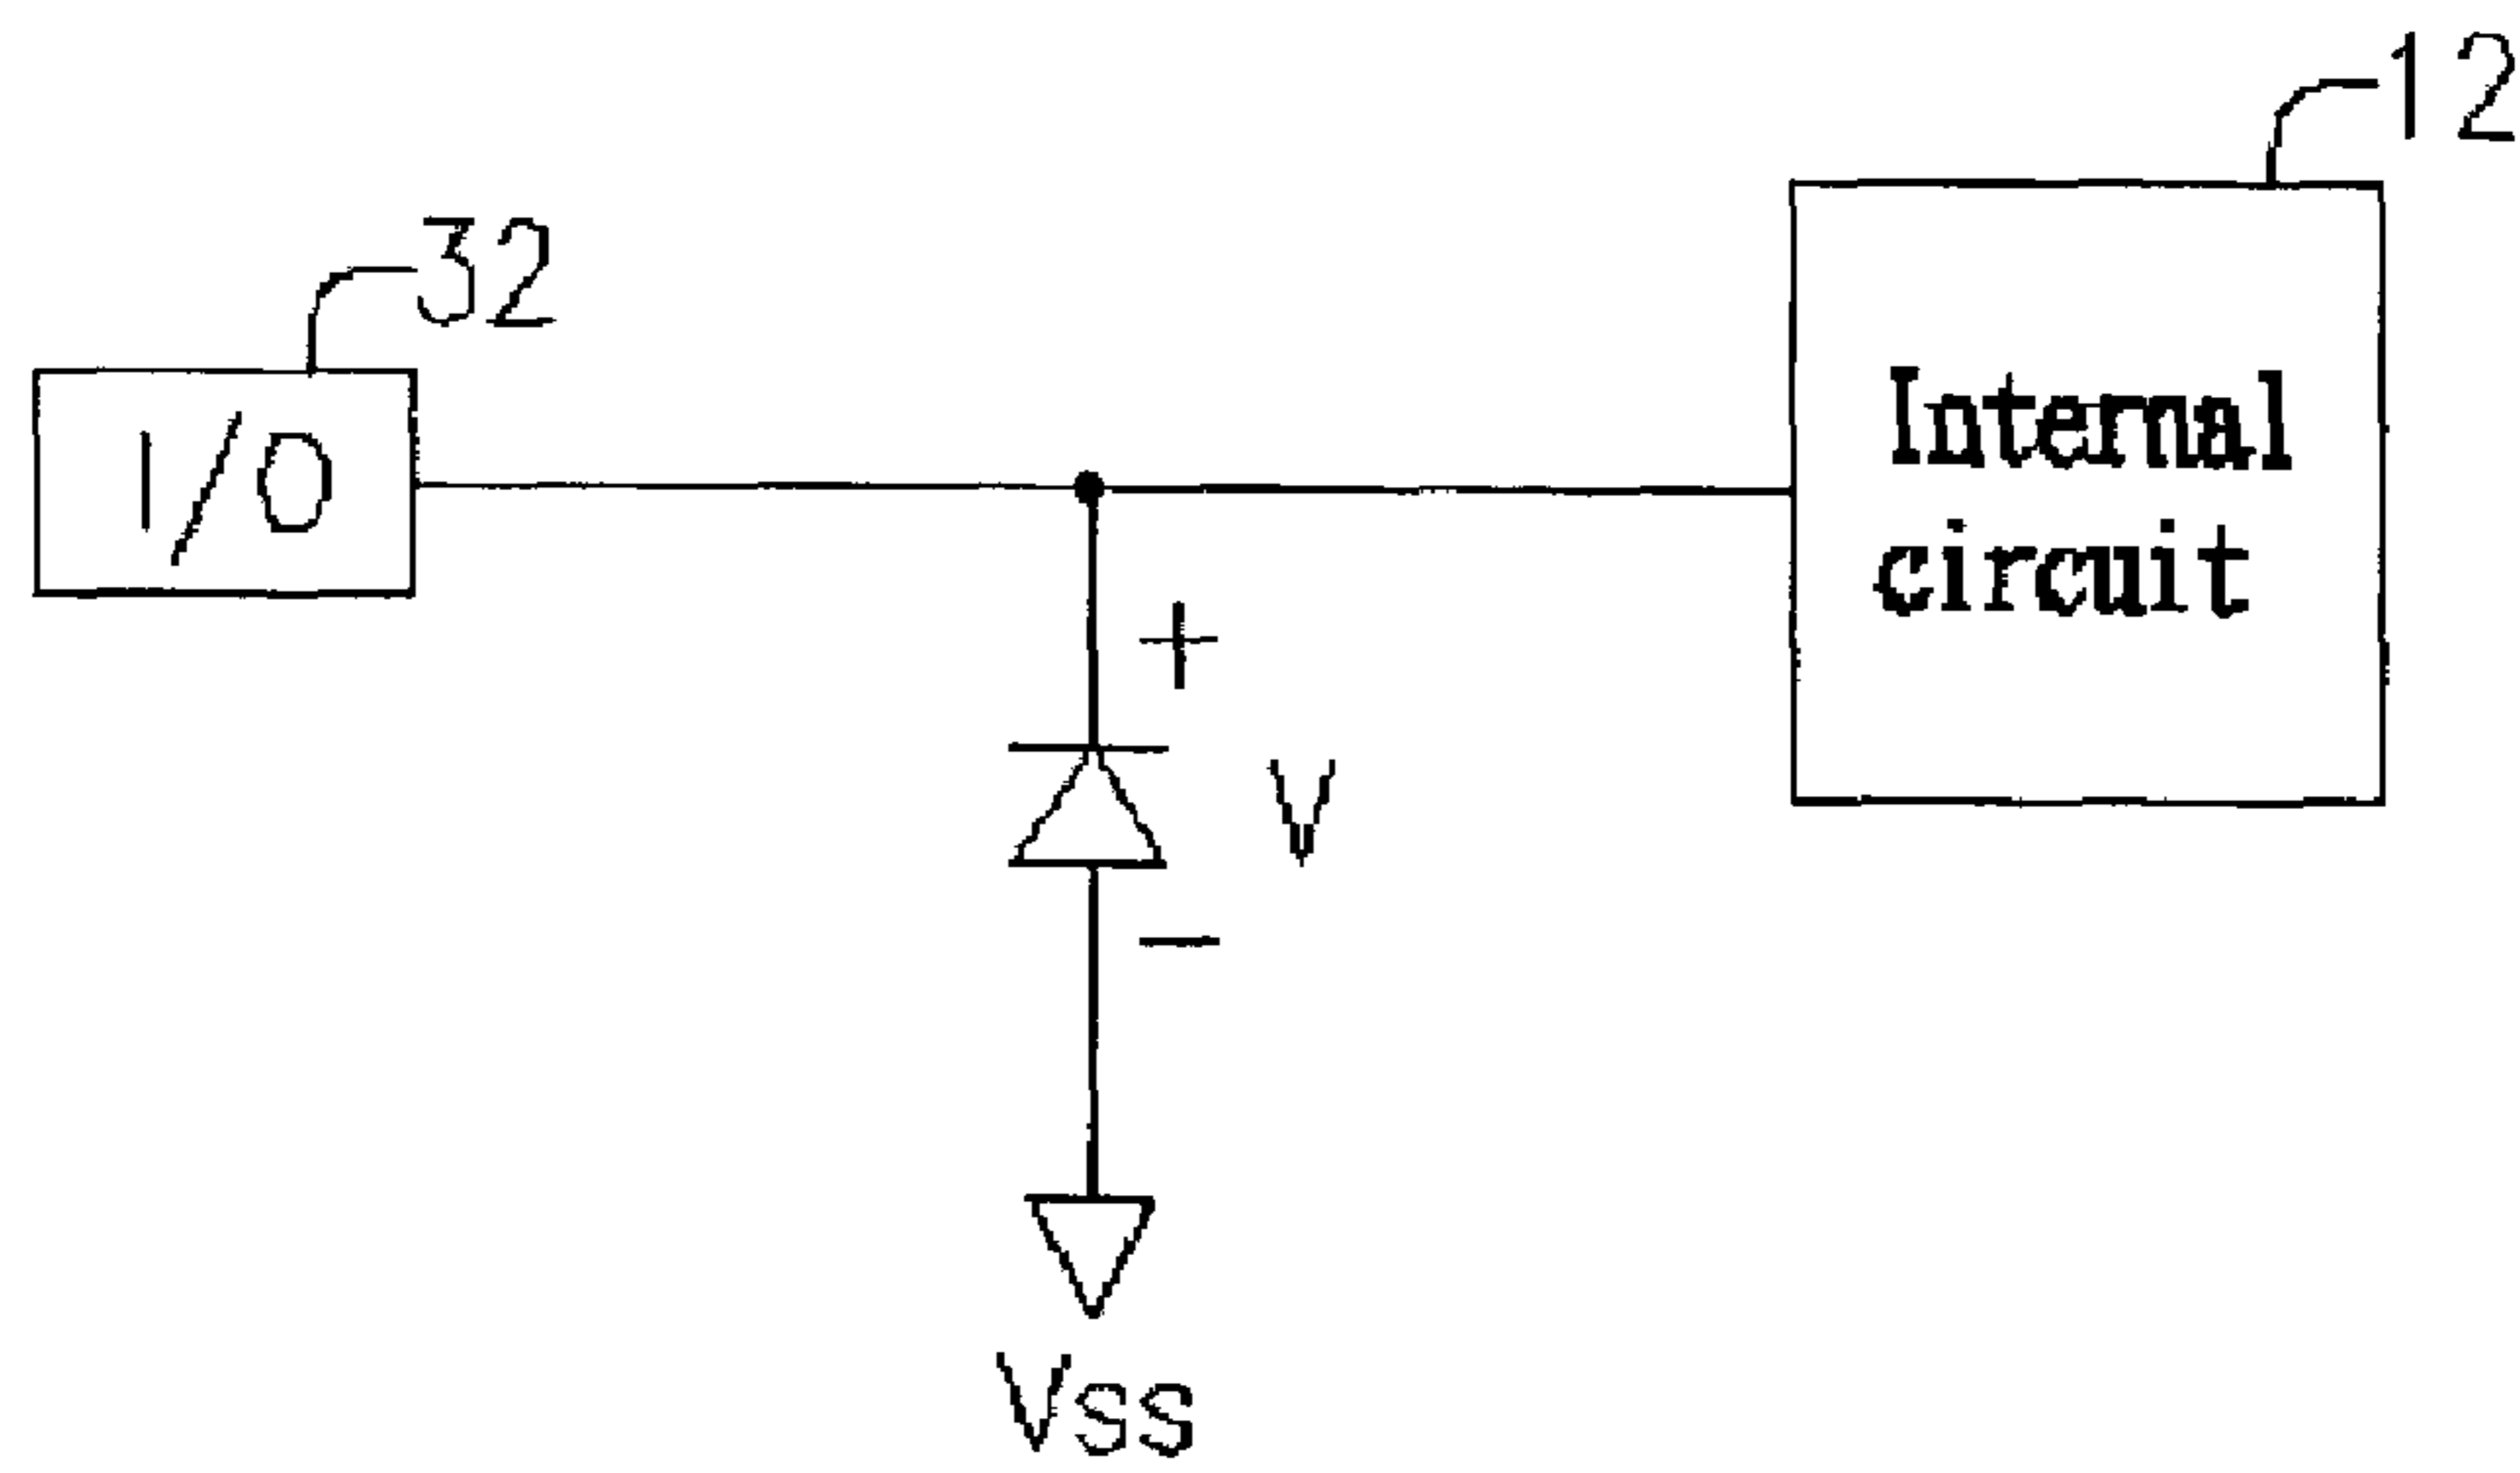 12
32
I/O
Internal
circuit
+
V
−
Vss